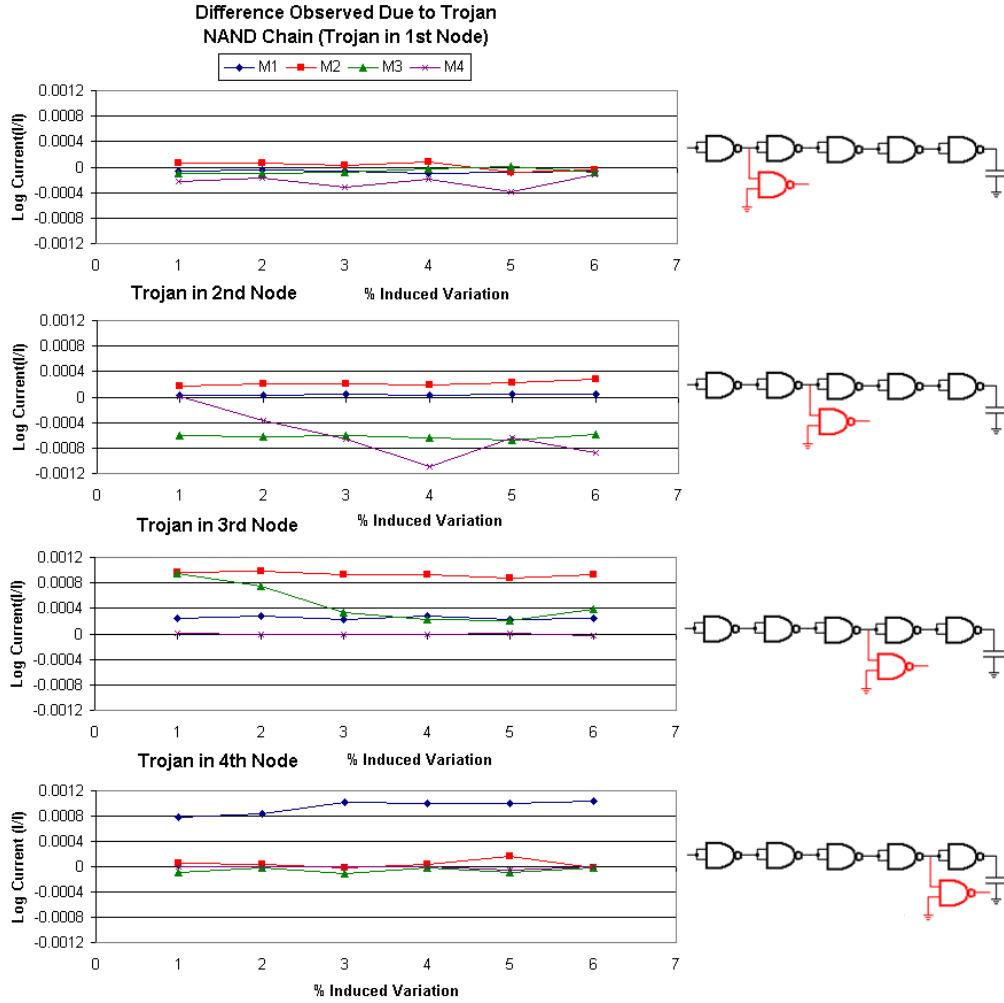 Difference Observed Due to Trojan
NAND Chain (Trojan in 1st Node)
M1 M2 M3 M4
Log Current(I/I)
0.0012
0.0008
0.0004
0
-0.0004
-0.0008
-0.0012
0 1 2 3 4 5 6 7
Trojan in 2nd Node % Induced Variation
Log Current(I/I)
0.0012
0.0008
0.0004
0
-0.0004
-0.0008
-0.0012
0 1 2 3 4 5 6 7
Trojan in 3rd Node % Induced Variation
Log Current(I/I)
0.0012
0.0008
0.0004
0
-0.0004
-0.0008
-0.0012
0 1 2 3 4 5 6 7
Trojan in 4th Node % Induced Variation
Log Current (I/I)
0.0012
0.0008
0.0004
0
-0.0004
-0.0008
-0.0012
0 1 2 3 4 5 6 7
% Induced Variation